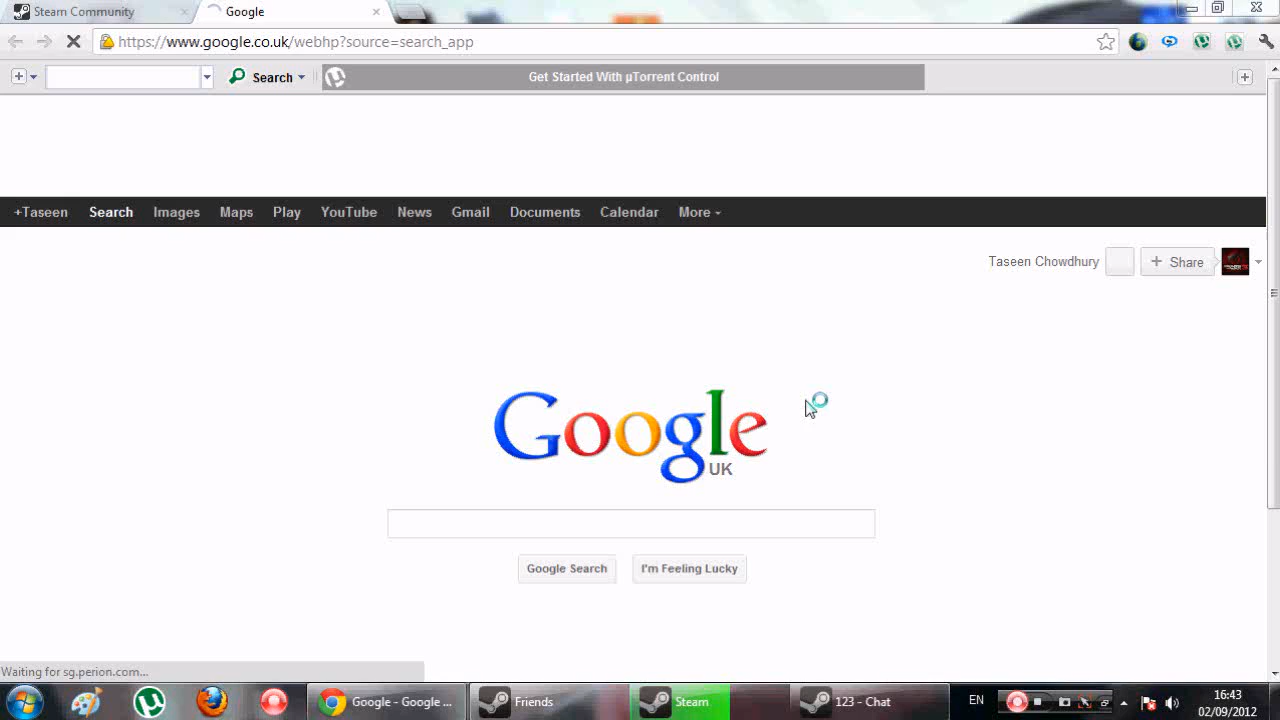 Steam Community
Google
https://www.google.co.uk/webhp?source=search_app
Search
Get Started With µTorrent Control
+Taseen Search Images Maps Play YouTube News Gmail Documents Calendar More
Taseen Chowdhury
+ Share
Google
UK
Google Search
I'm Feeling Lucky
Waiting for sg.perion.com...
Google - Google ...
Friends
Steam
123 - Chat
EN
16:43
02/09/2012